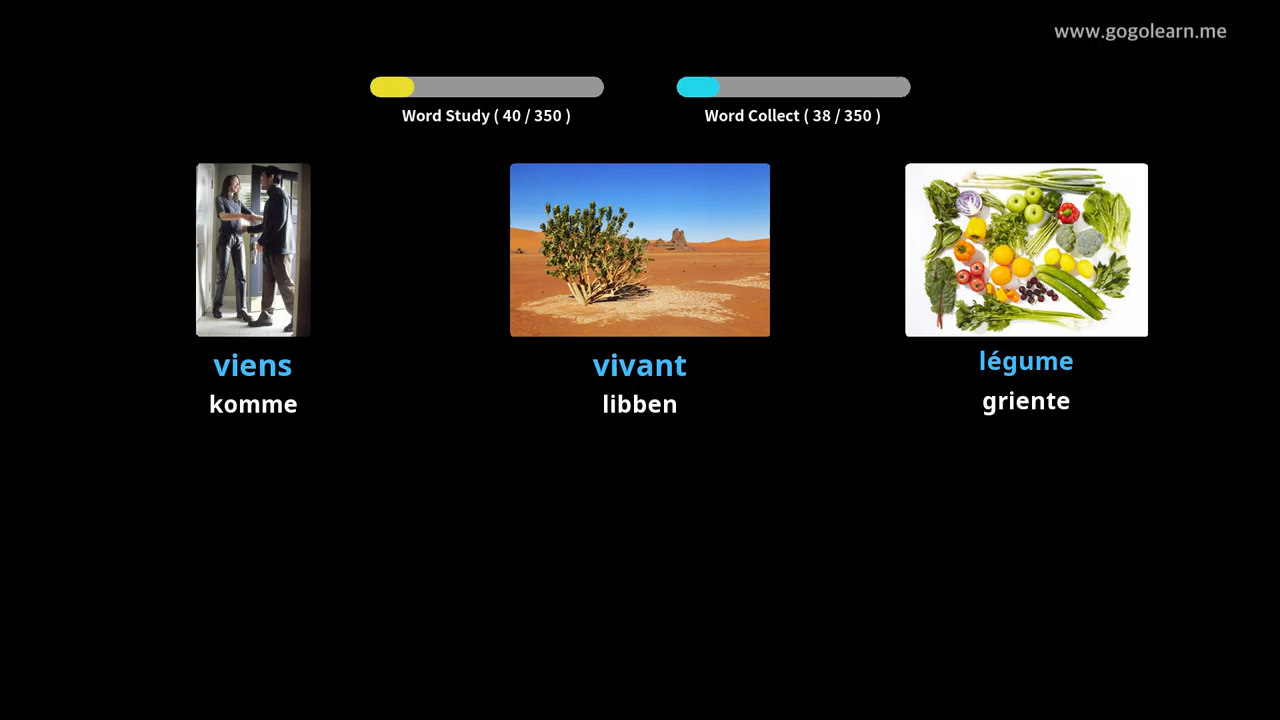 www.gogolearn.me
Word Study ( 40 / 350 )
Word Collect ( 38 / 350 )
viens
komme
vivant
libben
légume
griente